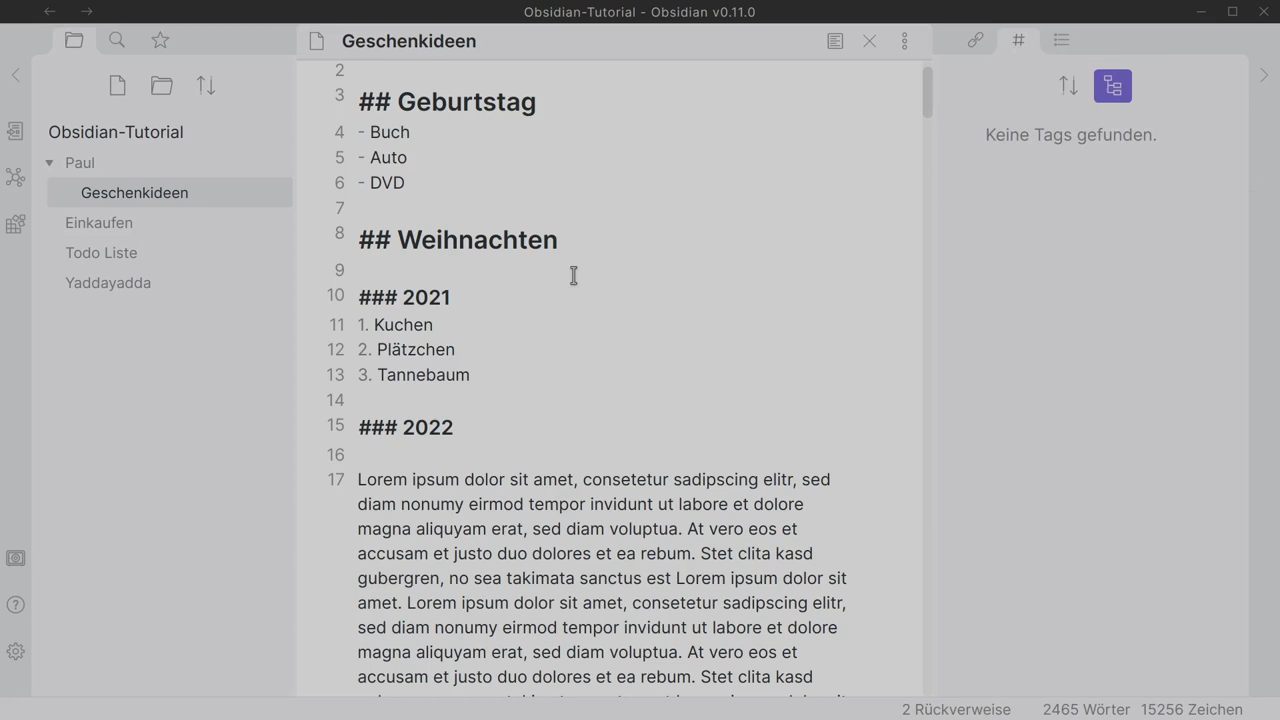 Obsidian-Tutorial - Obsidian v0.11.0
Obsidian-Tutorial
Paul
Geschenkideen
Einkaufen
Todo Liste
Yaddayadda
Geschenkideen
2
3 ## Geburtstag
4 - Buch
5 - Auto
6 - DVD
7
8 ## Weihnachten
9
10 ### 2021
11 1. Kuchen
12 2. Plätzchen
13 3. Tannebaum
14
15 ### 2022
16
17 Lorem ipsum dolor sit amet, consetetur sadipscing elitr, sed
diam nonumy eirmod tempor invidunt ut labore et dolore
magna aliquyam erat, sed diam voluptua. At vero eos et
accusam et justo duo dolores et ea rebum. Stet clita kasd
gubergren, no sea takimata sanctus est Lorem ipsum dolor sit
amet. Lorem ipsum dolor sit amet, consetetur sadipscing elitr,
sed diam nonumy eirmod tempor invidunt ut labore et dolore
magna aliquyam erat, sed diam voluptua. At vero eos et
accusam et justo duo dolores et ea rebum. Stet clita kasd
Keine Tags gefunden.
2 Rückverweise 2465 Wörter 15256 Zeichen